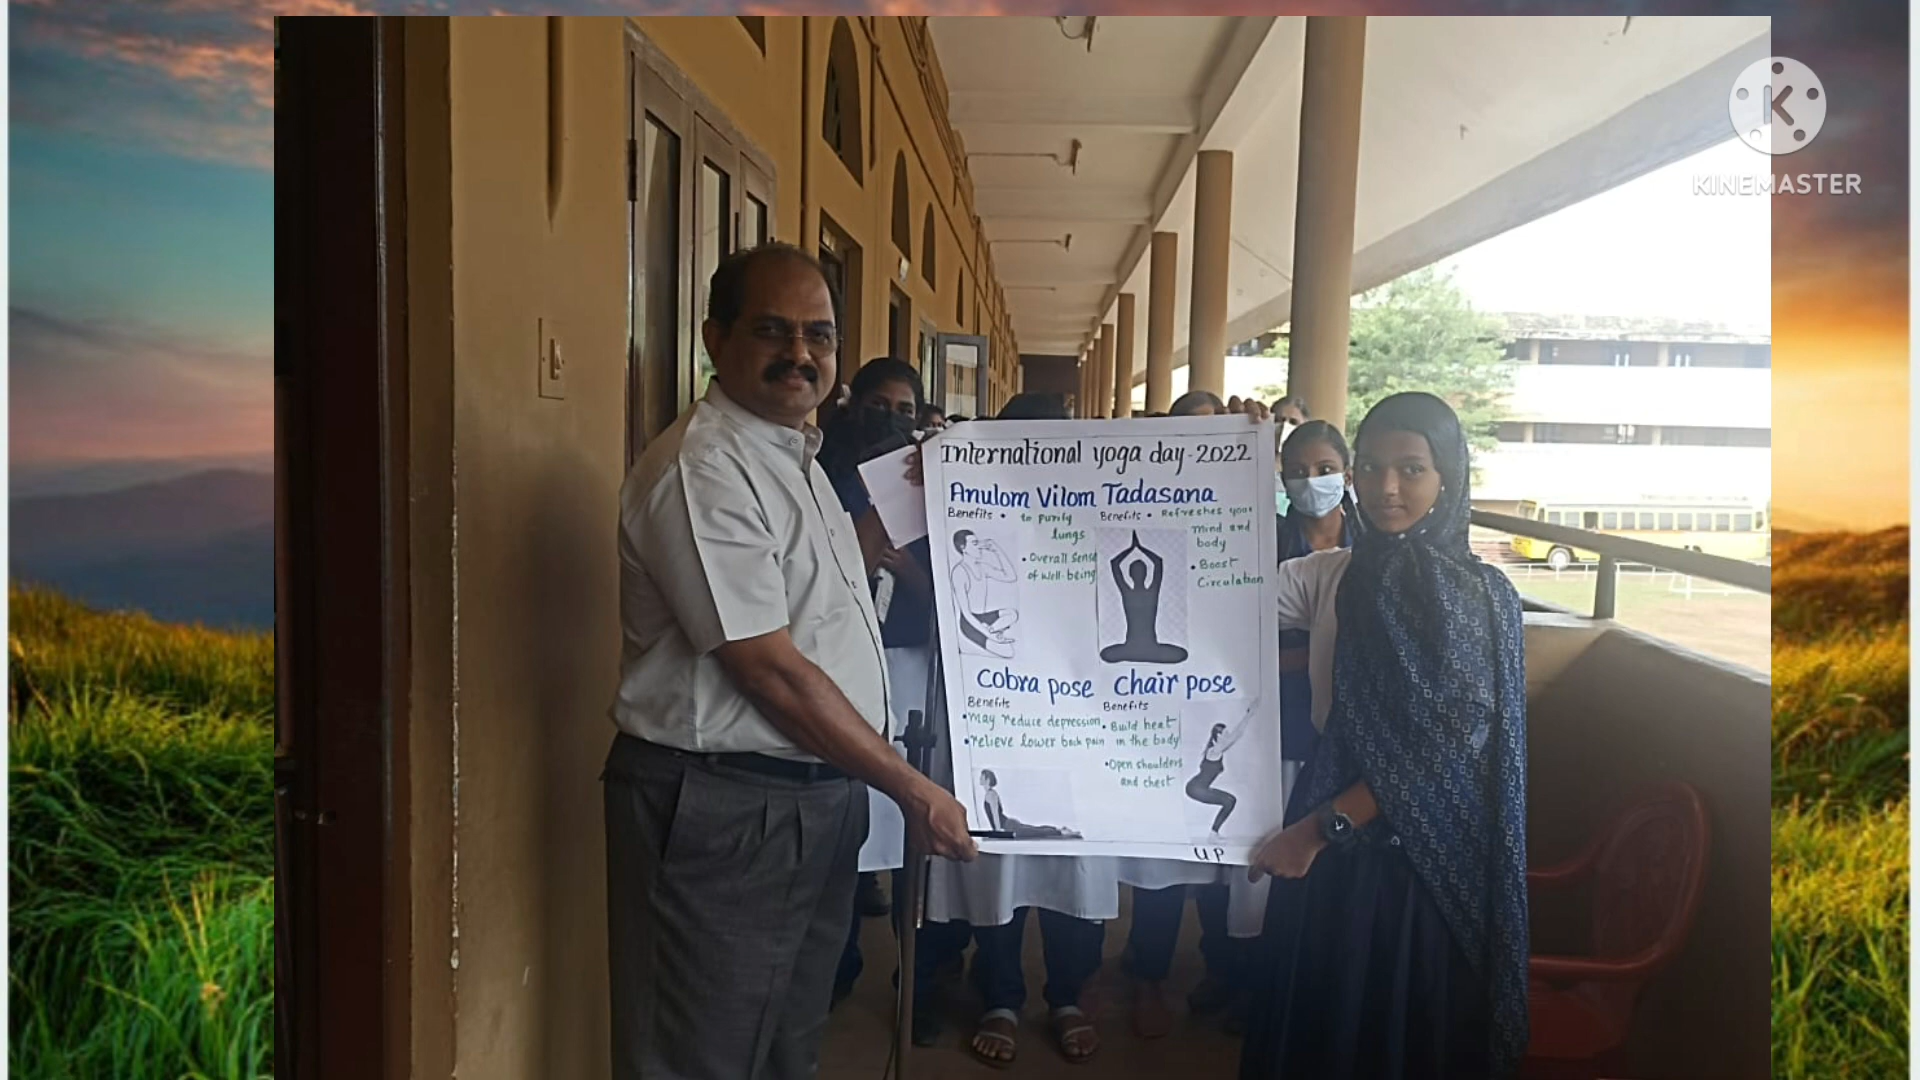 KINEMASTER
International yoga day-2022
Anulom Vilom Tadasana
Benefits • to purify
lungs
• Overall sense
of well-being
Benefits • Refreshes your
mind and
body
• Boost
Circulation
Cobra pose
Benefits
• May reduce depression
• relieve lower back pain
Chair pose
Benefits
• Build heat
in the body
• Open shoulders
and chest
U P